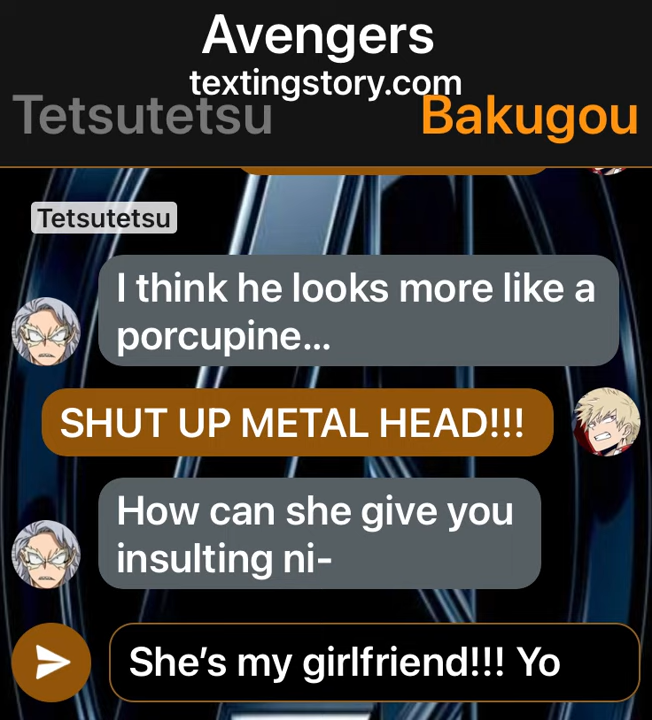 Avengers
textingstory.com
Tetsutetsu
Bakugou
Tetsutetsu
I think he looks more like a
porcupine...
SHUT UP METAL HEAD!!!
How can she give you
insulting ni-
She’s my girlfriend!!! Yo